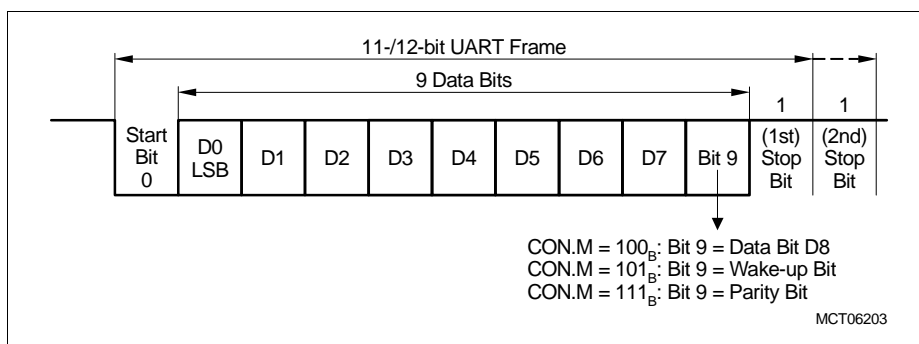 11-/12-bit UART Frame
9 Data Bits
Start Bit 0
D0 LSB
D1
D2
D3
D4
D5
D6
D7
Bit 9
1 (1st) Stop Bit
1 (2nd) Stop Bit
CON.M = 100B: Bit 9 = Data Bit D8
CON.M = 101B: Bit 9 = Wake-up Bit
CON.M = 111B: Bit 9 = Parity Bit
MCT06203